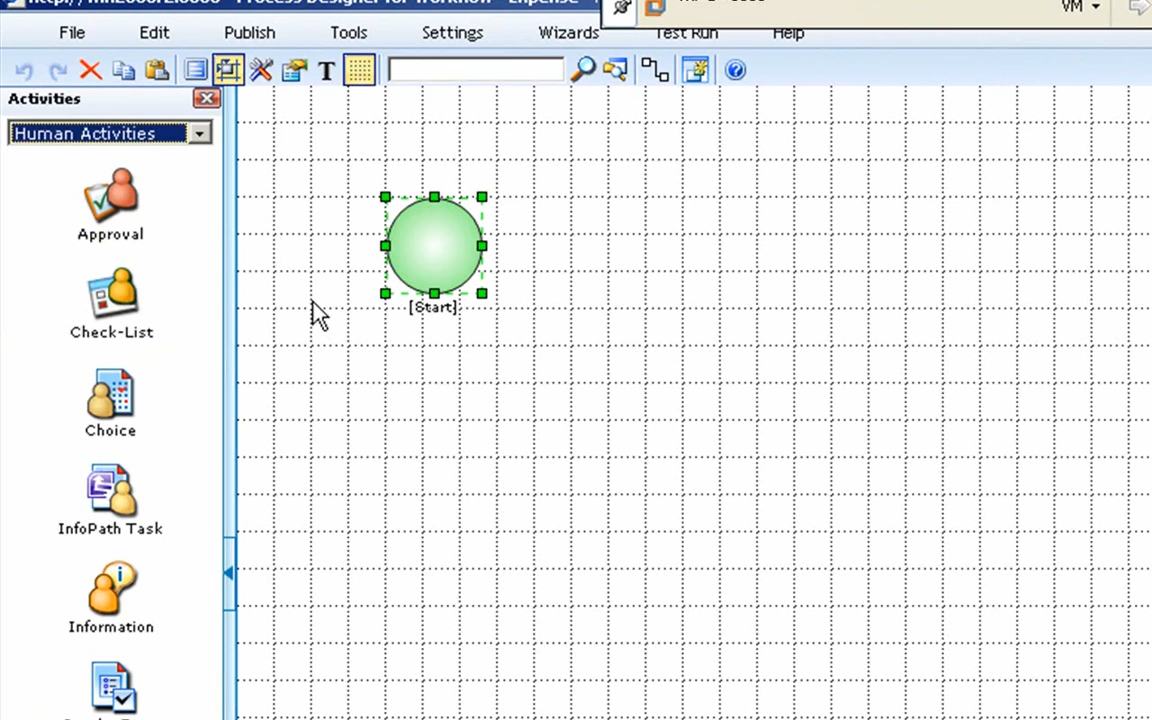 Process Designer for Workflow - Expense
VM
File Edit Publish Tools Settings Wizards Test Run Help
T
Activities
Human Activities
Approval
Check-List
Choice
InfoPath Task
Information
[Start]